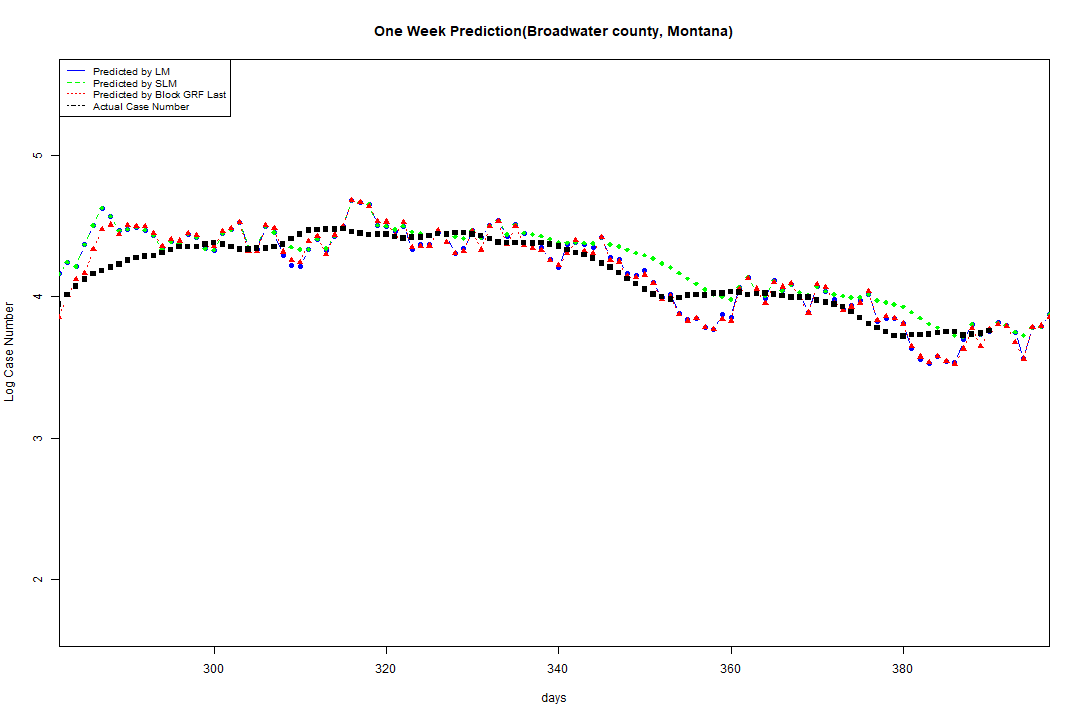 One Week Prediction(Broadwater county, Montana)
Predicted by LM
Predicted by SLM
Predicted by Block GRF Last
Actual Case Number
Log Case Number
5
4
3
2
300 320 340 360 380
days